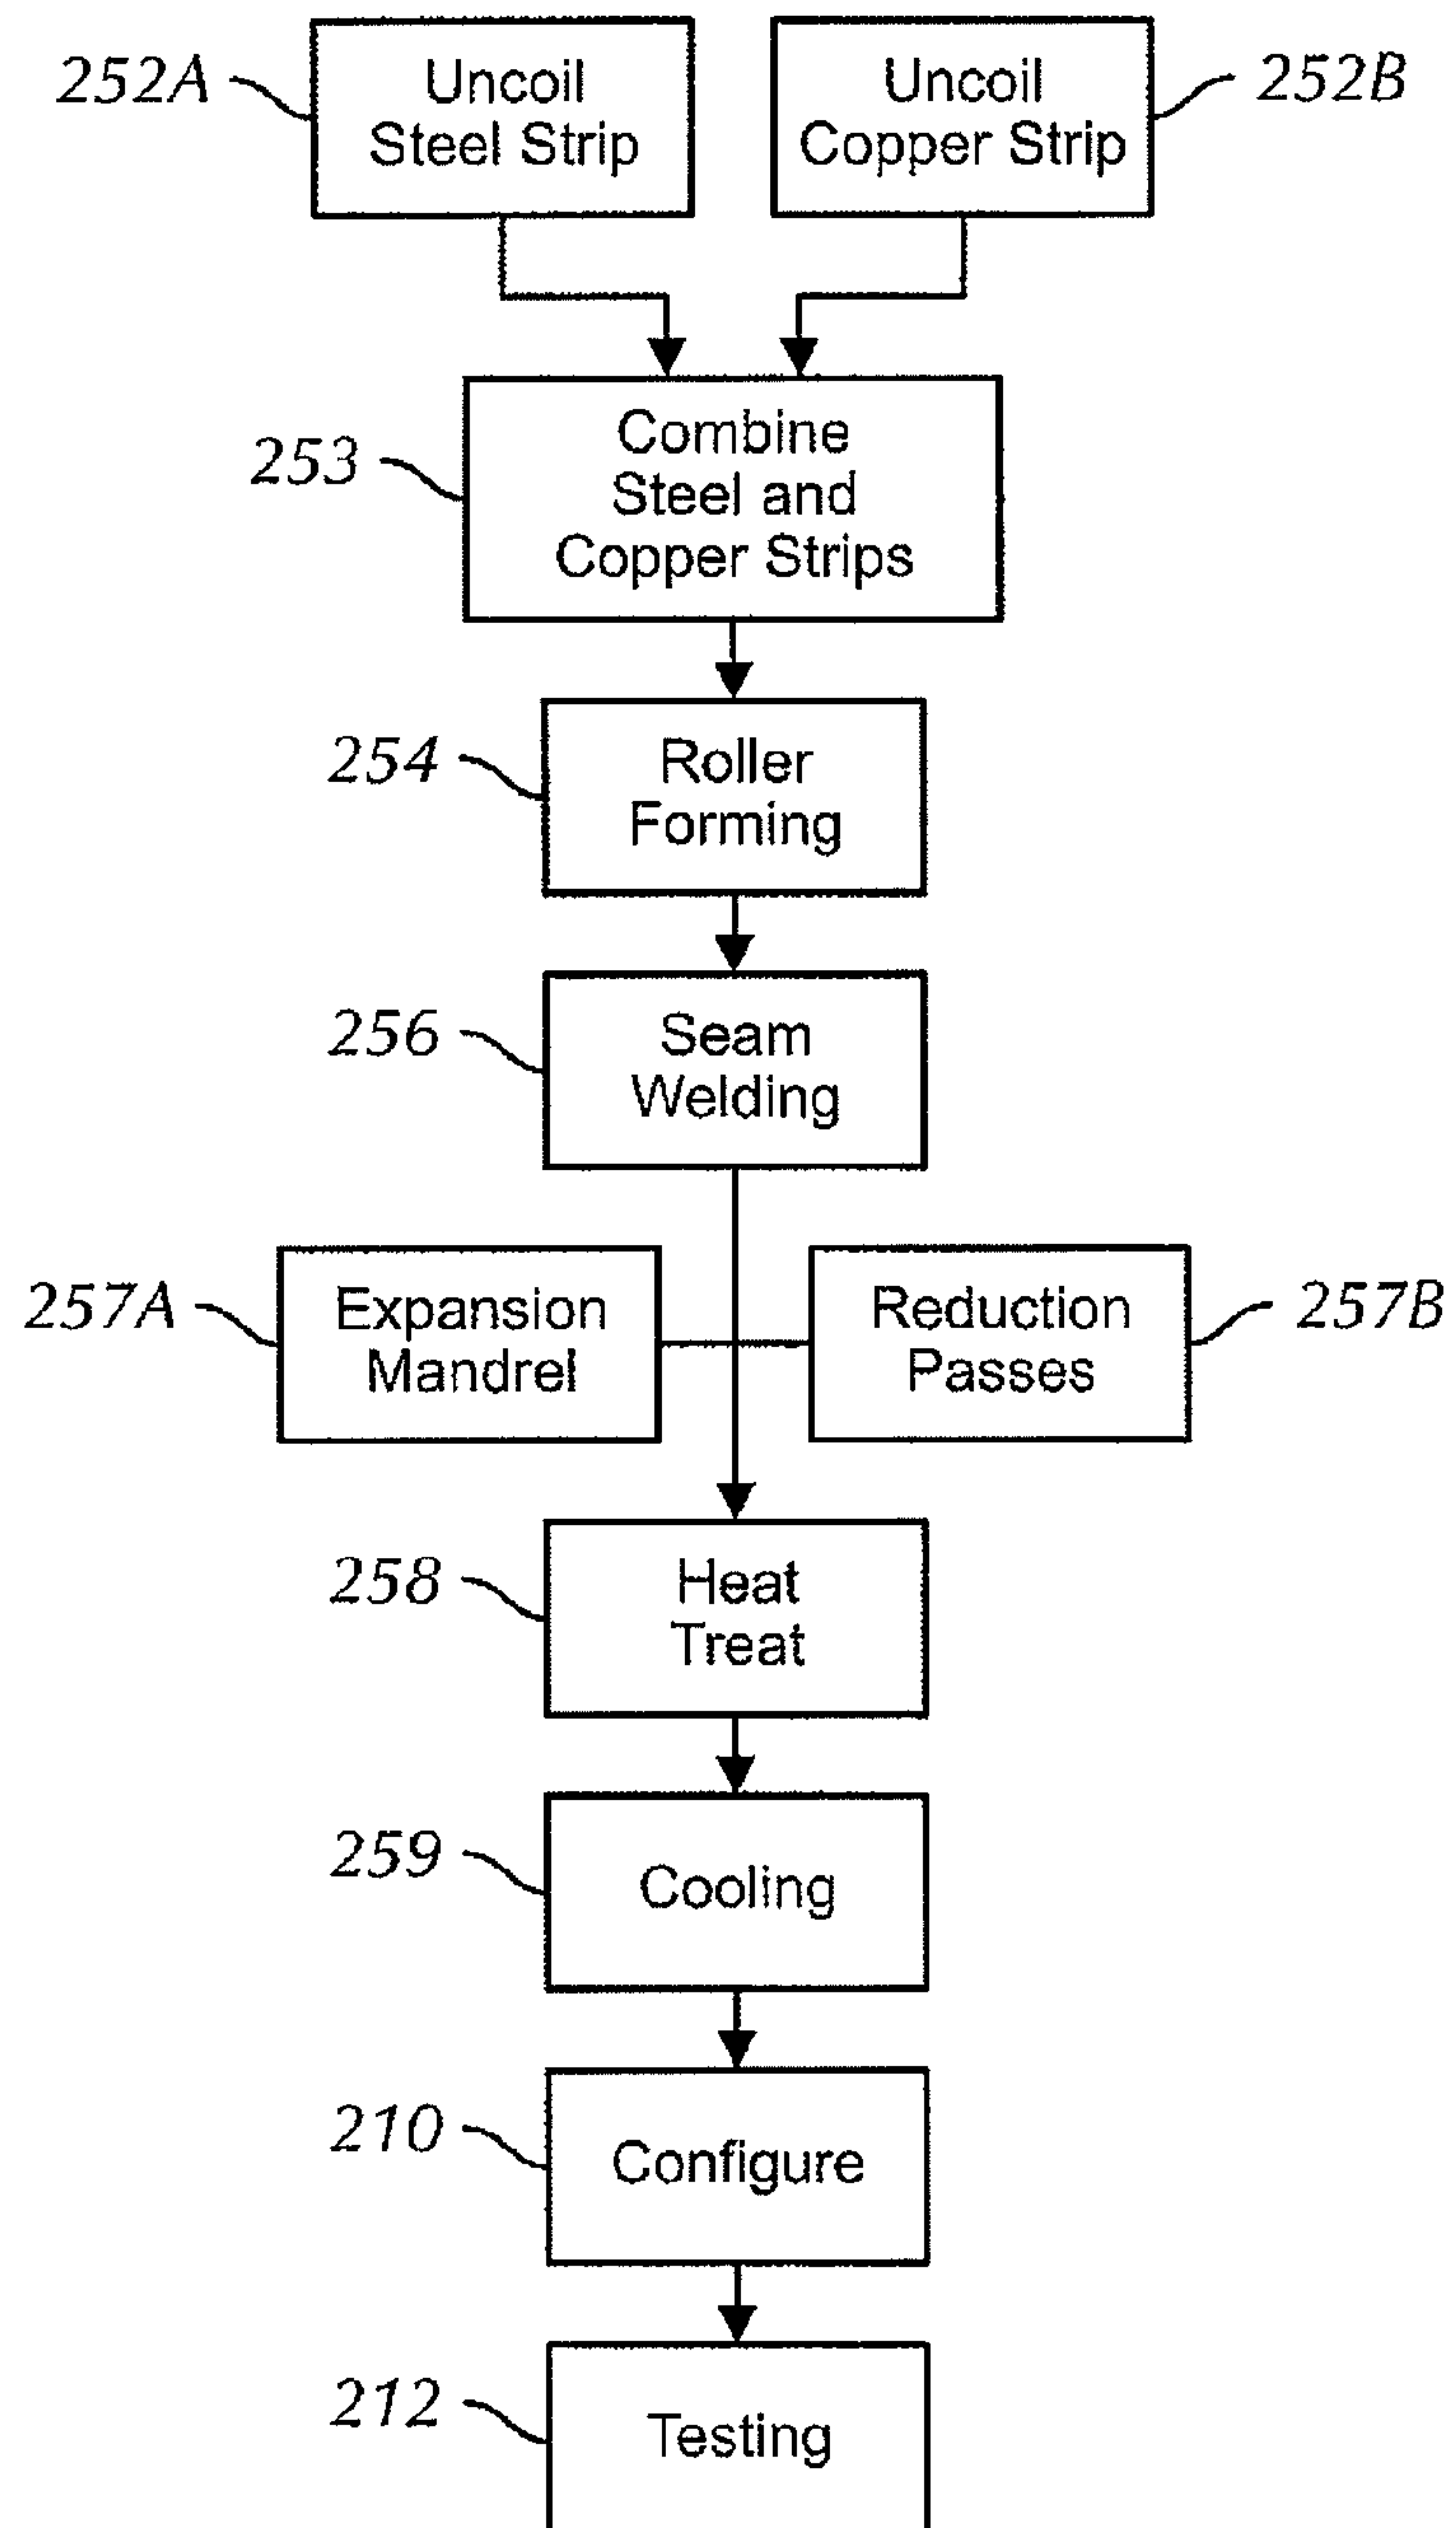 252A
Uncoil
Steel Strip
Uncoil
Copper Strip
252B
253
Combine
Steel and
Copper Strips
254
Roller
Forming
256
Seam
Welding
257A
Expansion
Mandrel
Reduction
Passes
257B
258
Heat
Treat
259
Cooling
210
Configure
212
Testing